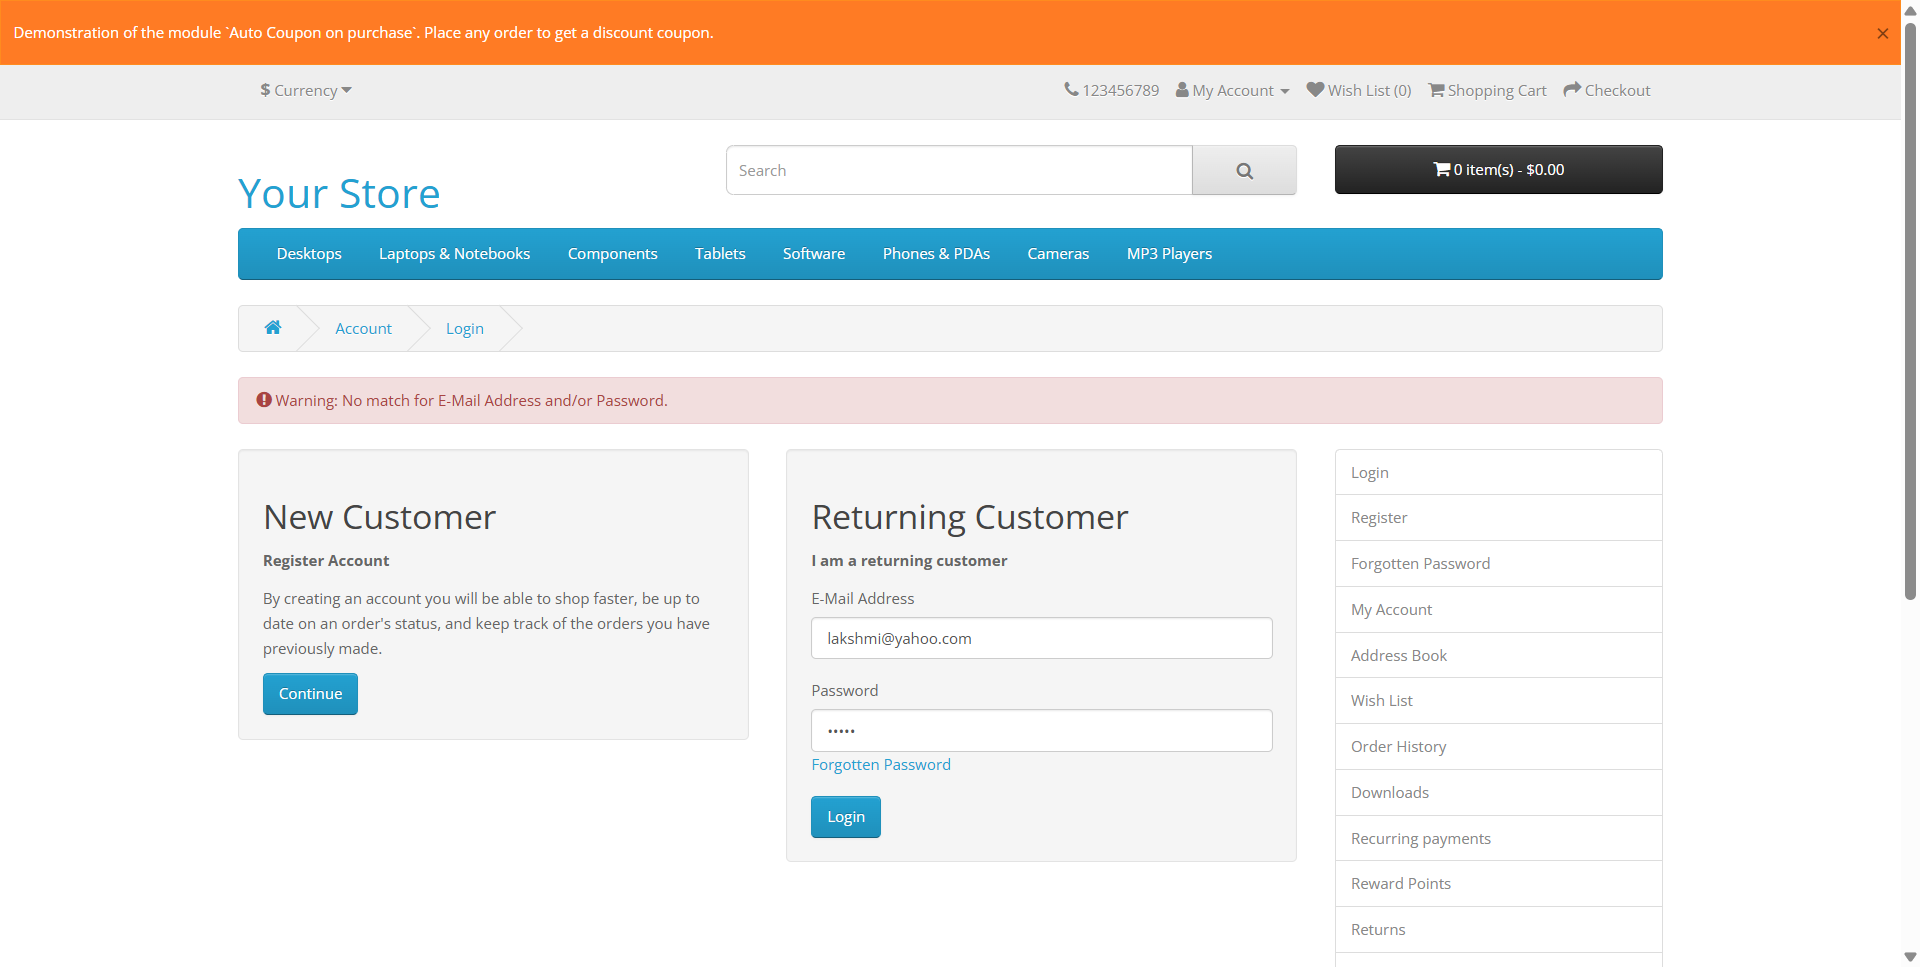 Demonstration of the module `Auto Coupon on purchase`. Place any order to get a discount coupon.
×
$ Currency
123456789 My Account Wish List (0) Shopping Cart Checkout
Your Store
Search
0 item(s) - $0.00
Desktops Laptops & Notebooks Components Tablets Software Phones & PDAs Cameras MP3 Players
Account Login
Warning: No match for E-Mail Address and/or Password.
New Customer
Register Account
By creating an account you will be able to shop faster, be up to
date on an order's status, and keep track of the orders you have
previously made.
Continue
Returning Customer
I am a returning customer
E-Mail Address
lakshmi@yahoo.com
Password
•••••
Forgotten Password
Login
Login
Register
Forgotten Password
My Account
Address Book
Wish List
Order History
Downloads
Recurring payments
Reward Points
Returns